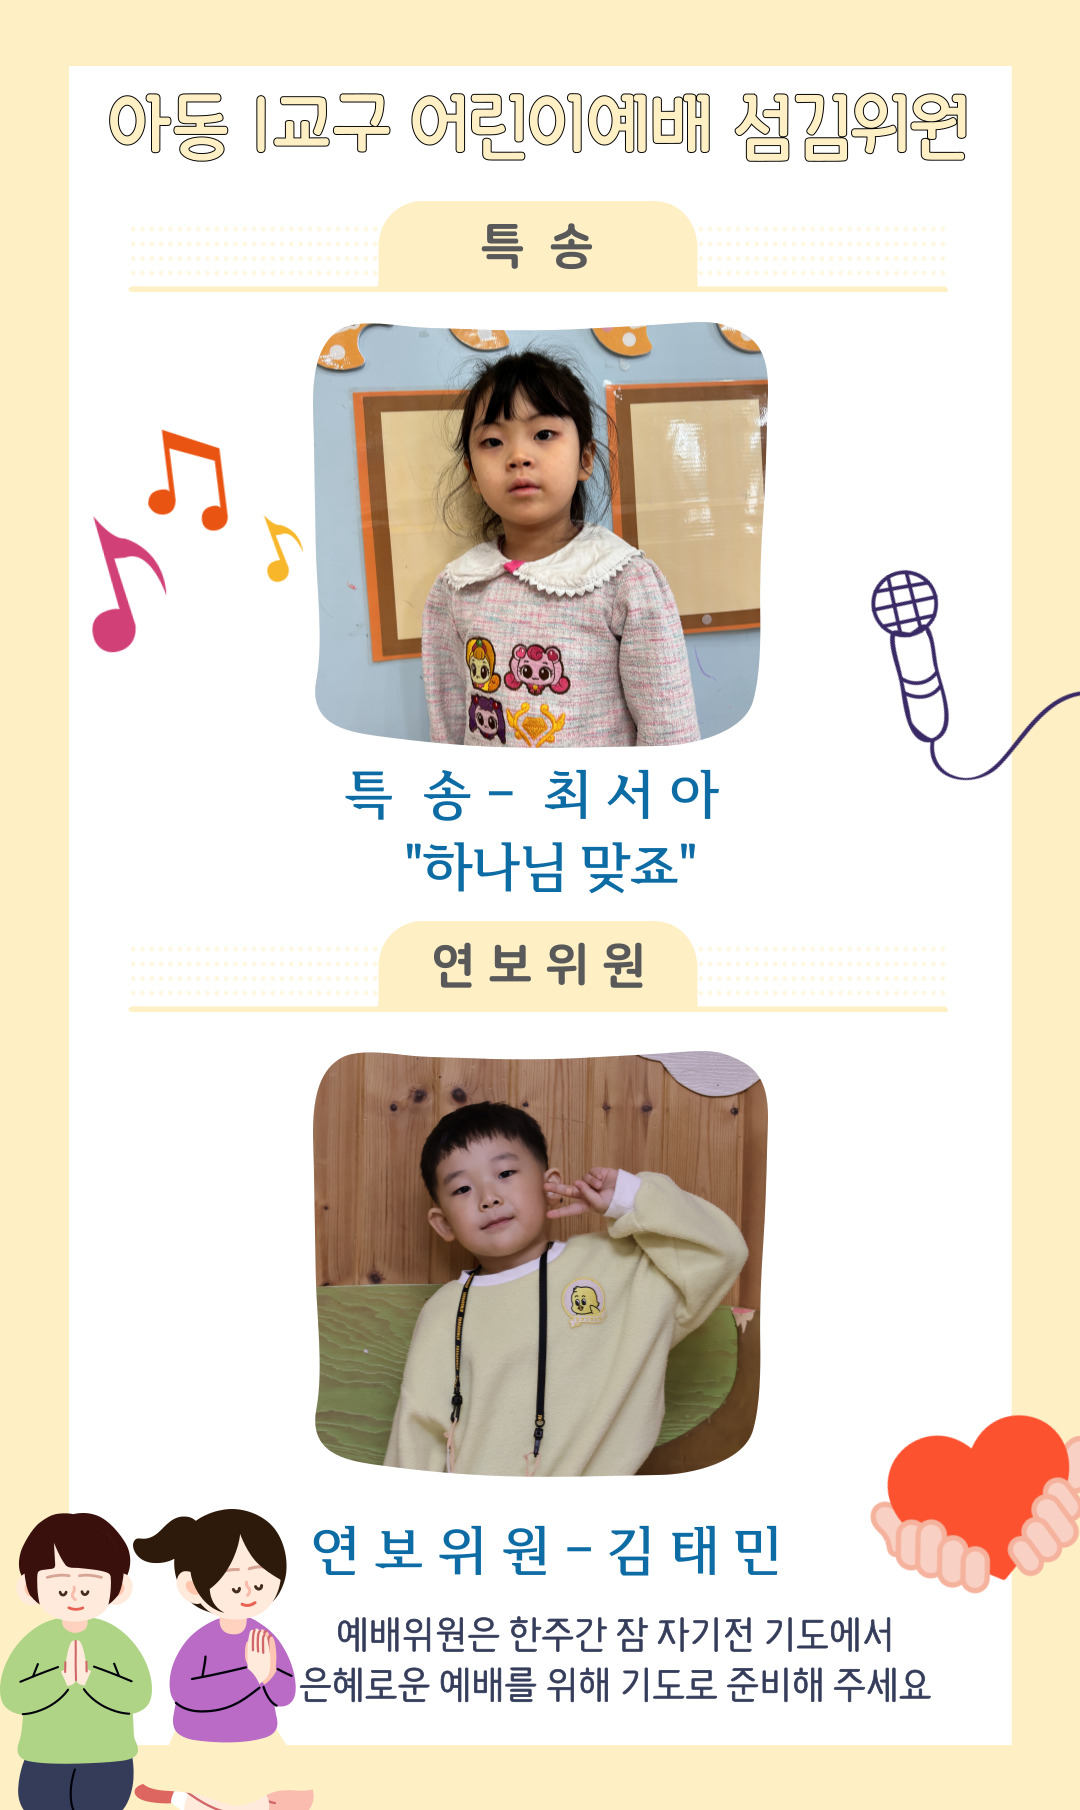 아동 1교구 어린이예배 섬김위원
특 송
특 송 - 최 서 아
"하나님 맞죠"
연 보 위 원
연 보 위 원 - 김 태 민
예배위원은 한주간 잠 자기전 기도에서
은혜로운 예배를 위해 기도로 준비해 주세요